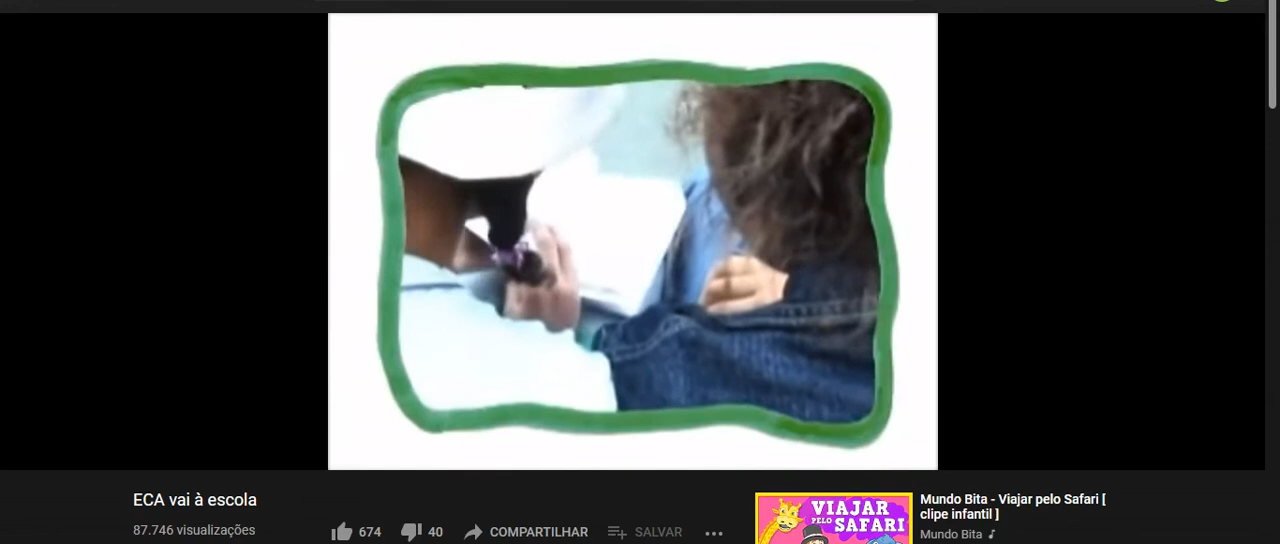 ECA vai à escola
87.746 visualizações
674
40
COMPARTILHAR
SALVAR
VIAJAR
PELO SAFARI
Mundo Bita - Viajar pelo Safari [
clipe infantil ]
Mundo Bita